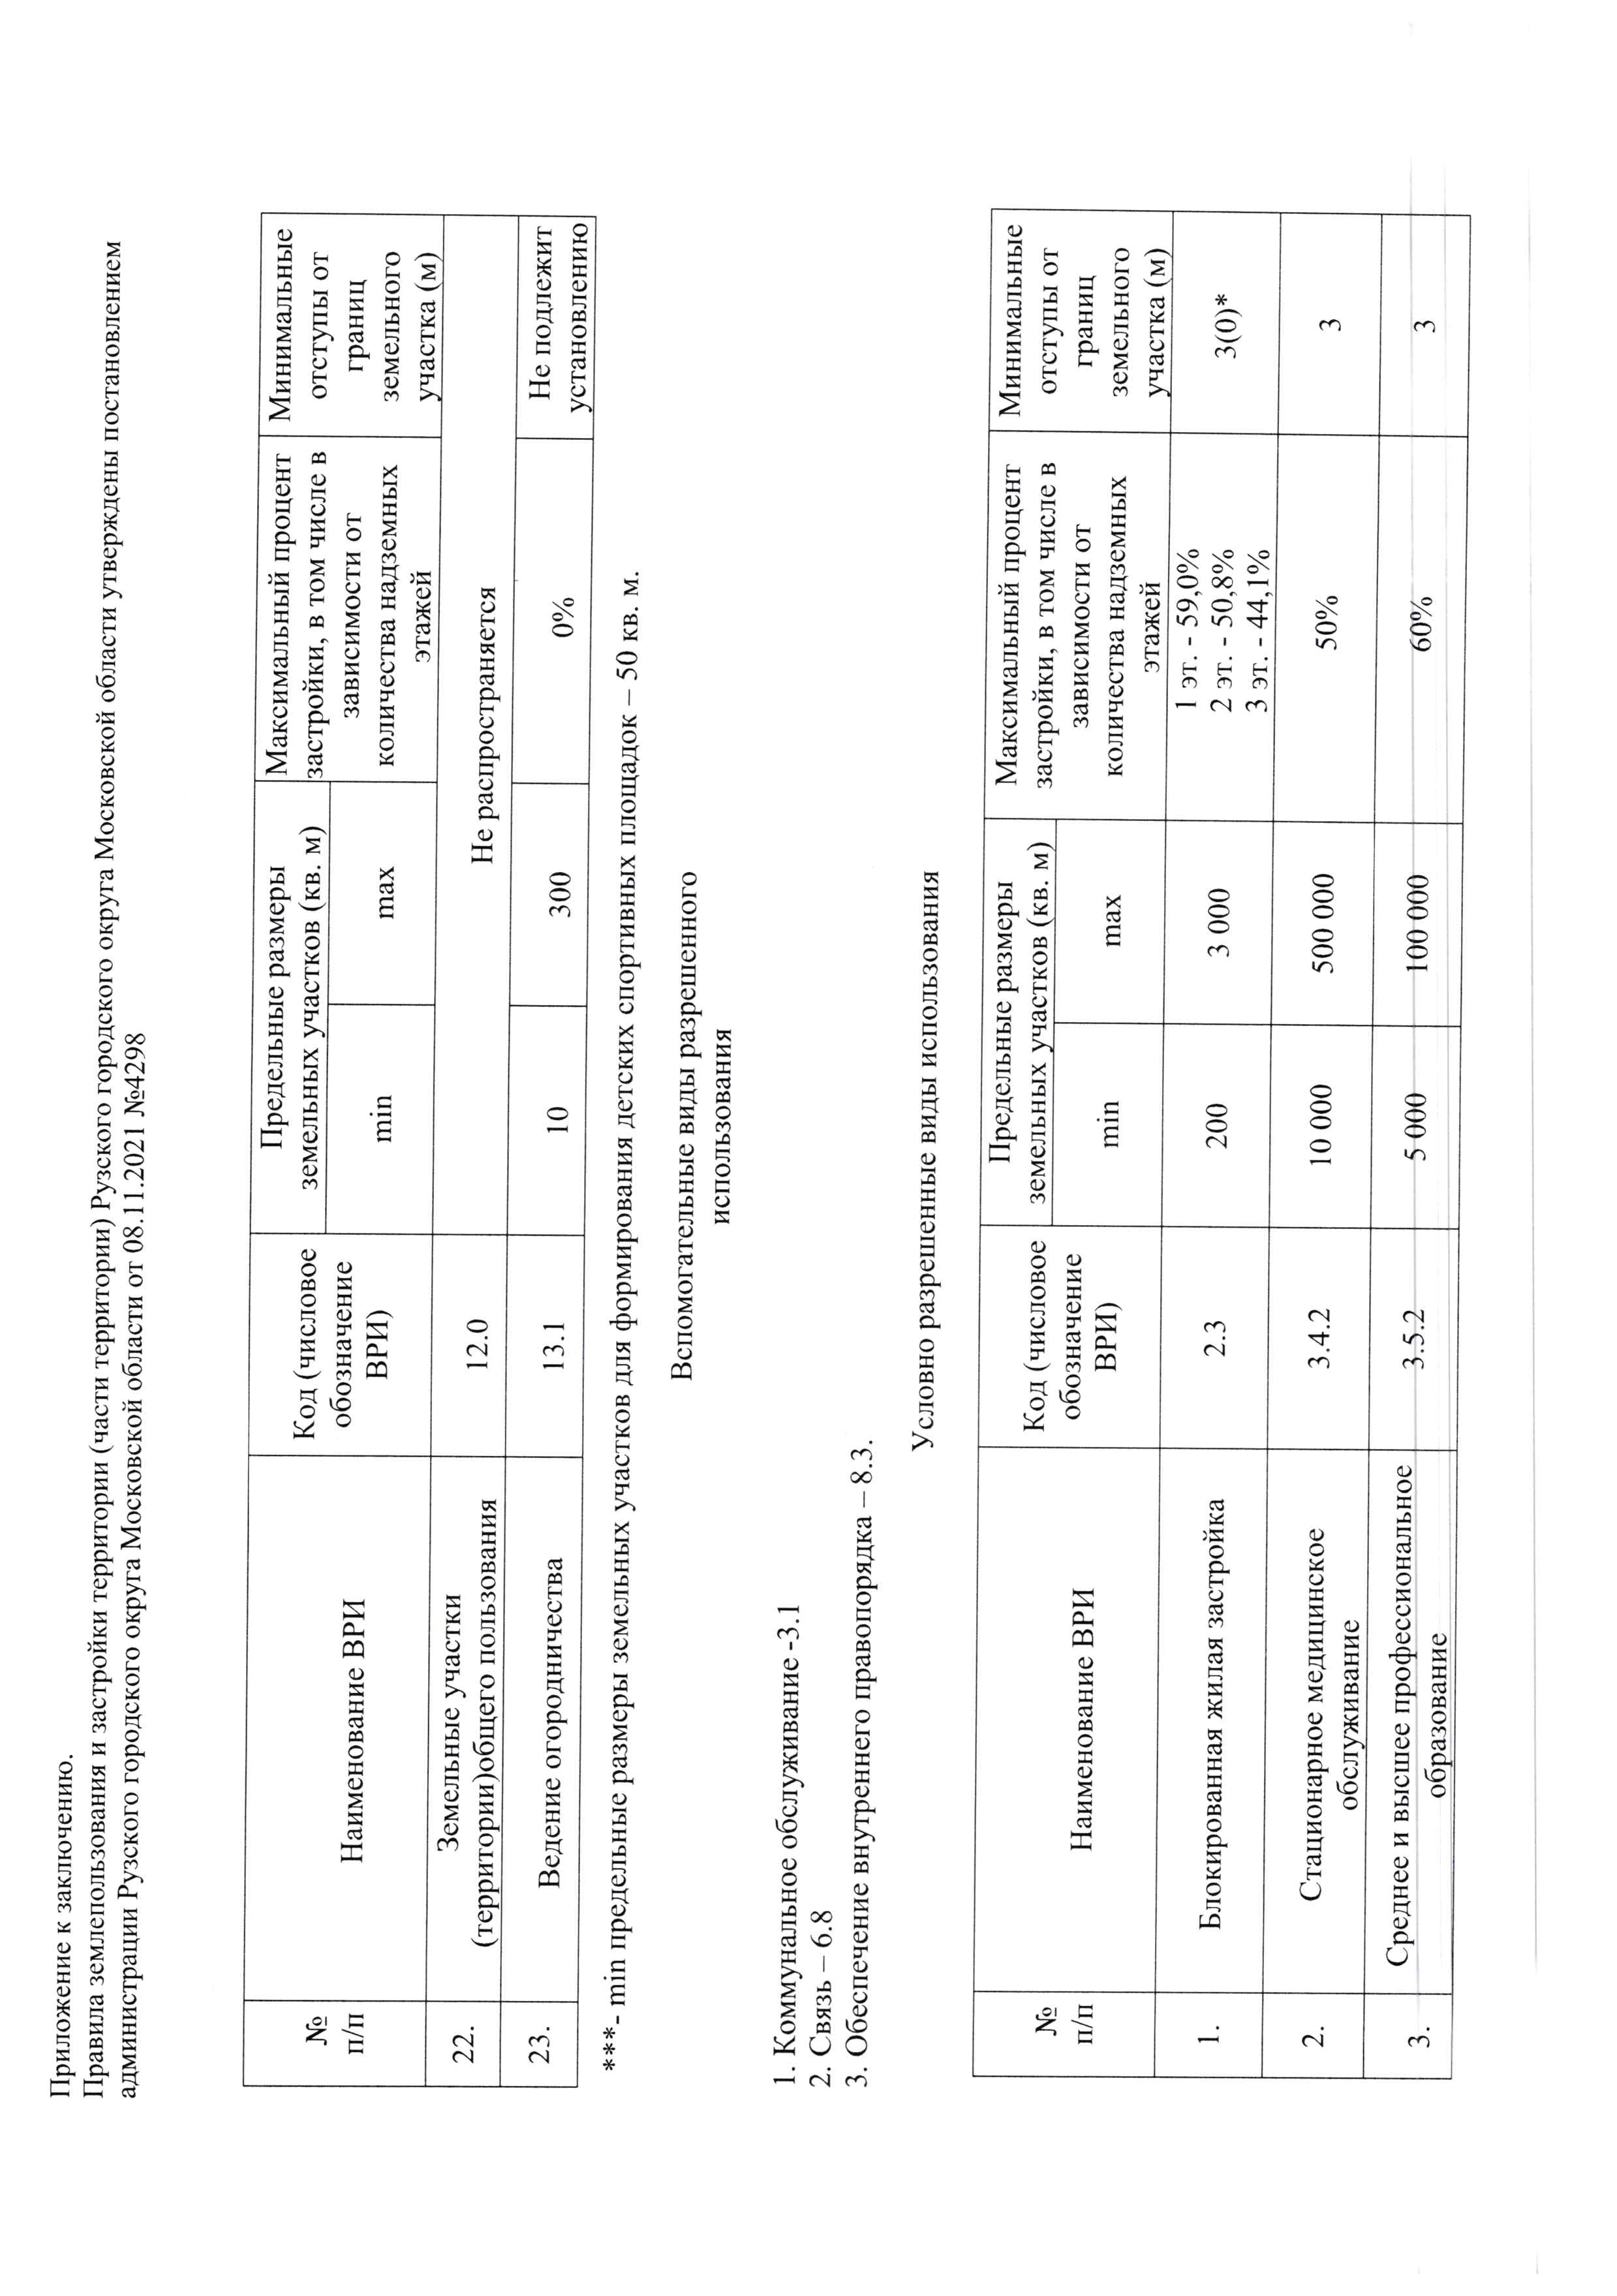 Приложение к заключению.
Правила землепользования и застройки территории (части территории) Рузского городского округа Московской области утверждены постановлением
администрации Рузского городского округа Московской области от 08.11.2021 №4298
№
п/п
Наименование ВРИ
Код (числовое
обозначение
ВРИ)
Предельные размеры
земельных участков (кв. м)
min
max
Максимальный процент
застройки, в том числе в
зависимости от
количества надземных
этажей
Минимальные
отступы от
границ
земельного
участка (м)
22.
Земельные участки
(территории)общего пользования
12.0
Не распространяется
23.
Ведение огородничества
13.1
10
300
0%
Не подлежит
установлению
***- min предельные размеры земельных участков для формирования детских спортивных площадок – 50 кв. м.
Вспомогательные виды разрешенного
использования
1. Коммунальное обслуживание -3.1
2. Связь – 6.8
3. Обеспечение внутреннего правопорядка – 8.3.
Условно разрешенные виды использования
№
п/п
Наименование ВРИ
Код (числовое
обозначение
ВРИ)
Предельные размеры
земельных участков (кв. м)
min
max
Максимальный процент
застройки, в том числе в
зависимости от
количества надземных
этажей
Минимальные
отступы от
границ
земельного
участка (м)
1.
Блокированная жилая застройка
2.3
200
3 000
1 эт. - 59,0%
2 эт. - 50,8%
3 эт. - 44,1%
3(0)*
2.
Стационарное медицинское
обслуживание
3.4.2
10 000
500 000
50%
3
3.
Среднее и высшее профессиональное
образование
3.5.2
5 000
100 000
60%
3